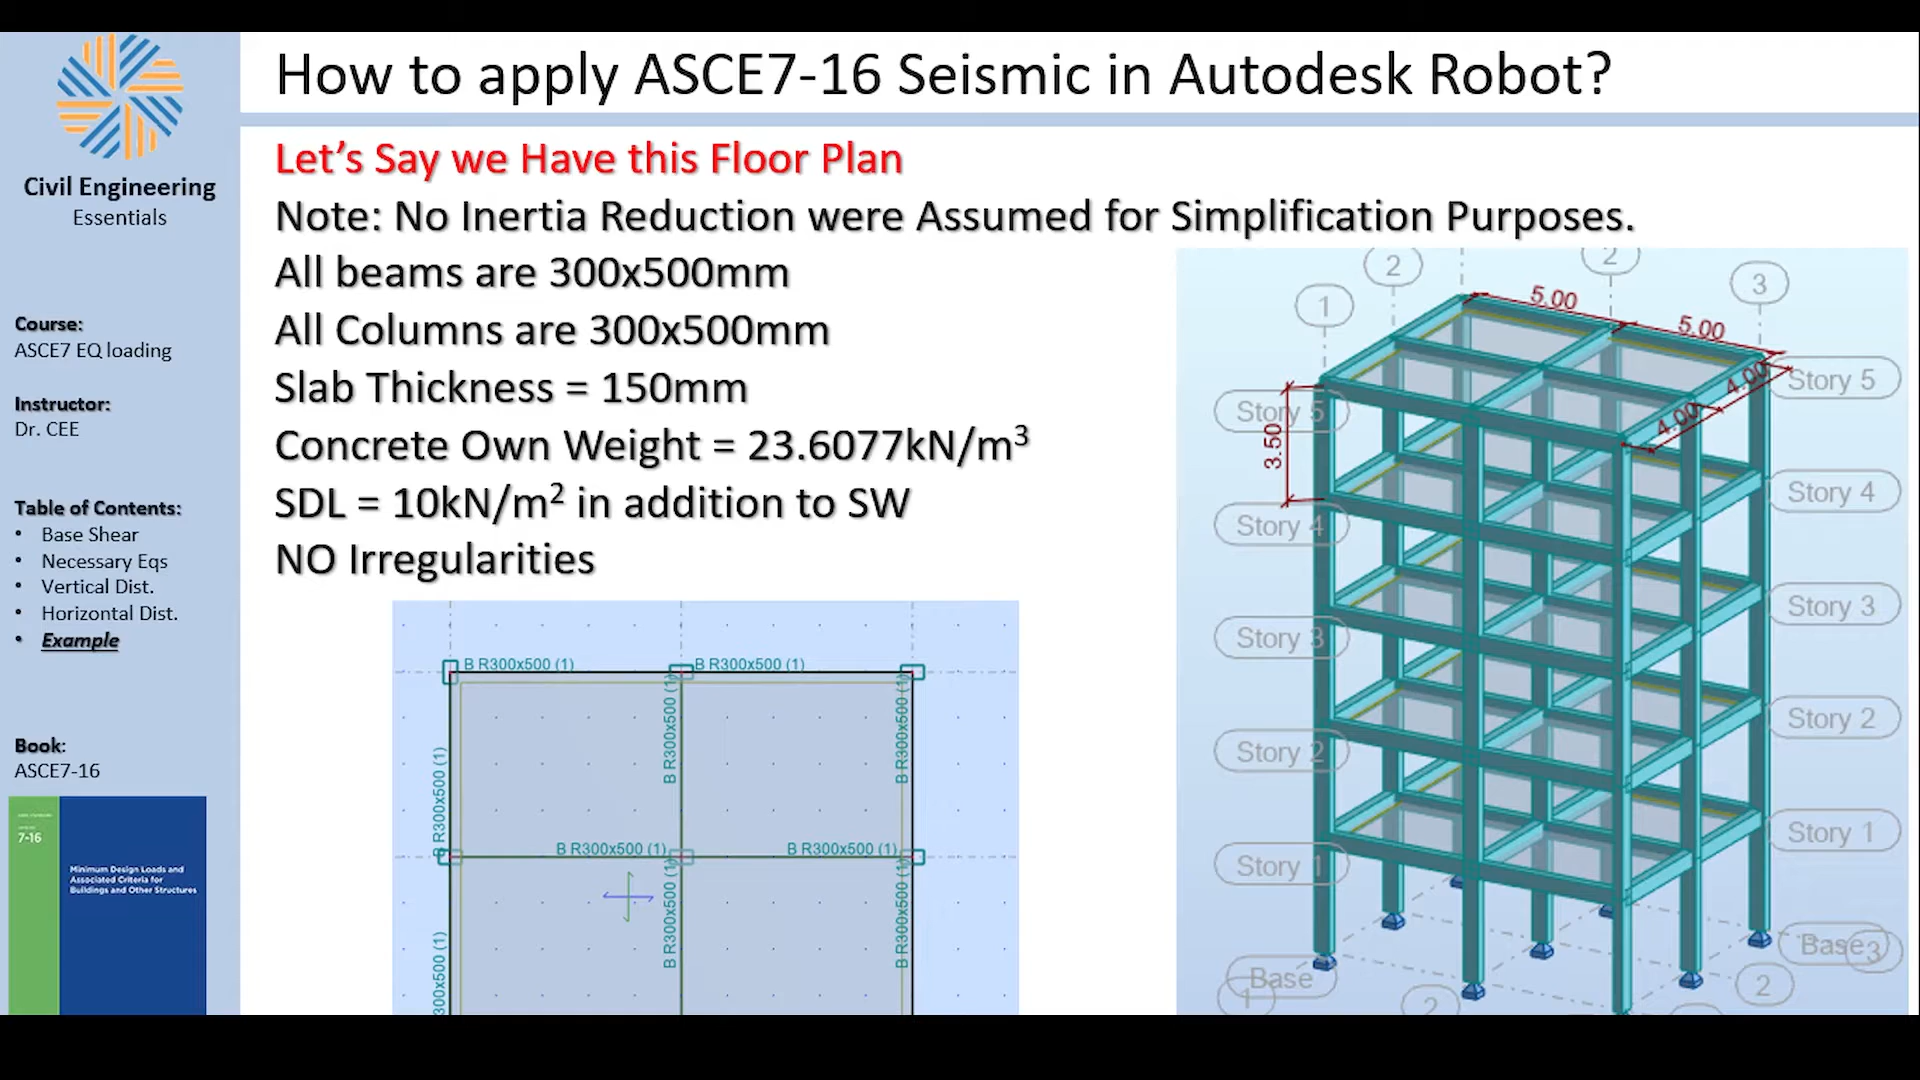 How to apply ASCE7-16 Seismic in Autodesk Robot?
Civil Engineering
Essentials
Course:
ASCE7 EQ loading
Instructor:
Dr. CEE
Table of Contents:
• Base Shear
• Necessary Eqs
• Vertical Dist.
• Horizontal Dist.
• Example
Book:
ASCE7-16
7-16
Minimum Design Loads and
Associated Criteria for
Buildings and Other Structures
Let's Say we Have this Floor Plan
Note: No Inertia Reduction were Assumed for Simplification Purposes.
All beams are 300x500mm
All Columns are 300x500mm
Slab Thickness = 150mm
Concrete Own Weight = 23.6077kN/m³
SDL = 10kN/m² in addition to SW
NO Irregularities
B R300x500 (1)
B R300x500 (1)
B R300x500 (1)
B R300x500 (1)
B R300x500 (1)
B R300x500 (1)
B R300x500 (1)
300x500 (1)
B R300x500 (1)
B R300x500 (1)
1
2
2
3
5.00
5.00
4.00
4.00
3.50
Story 5
Story 5
Story 4
Story 4
Story 3
Story 3
Story 2
Story 2
Story 1
Story 1
Base
Base
3
1
2
2